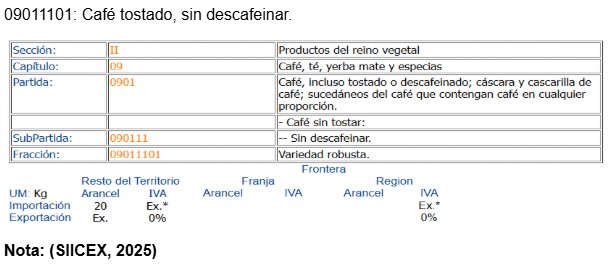 09011101: Café tostado, sin descafeinar.
Sección: II Productos del reino vegetal
Capítulo: 09 Café, té, yerba mate y especias
Partida: 0901 Café, incluso tostado o descafeinado; cáscara y cascarilla de
café; sucedáneos del café que contengan café en cualquier
proporción.
- Café sin tostar:
SubPartida: 090111 -- Sin descafeinar.
Fracción: 09011101 Variedad robusta.
Frontera
Resto del Territorio Franja Region
UM: Kg Arancel IVA Arancel IVA Arancel IVA
Importación 20 Ex.* Ex.*
Exportación Ex. 0% 0%
Nota: (SIICEX, 2025)